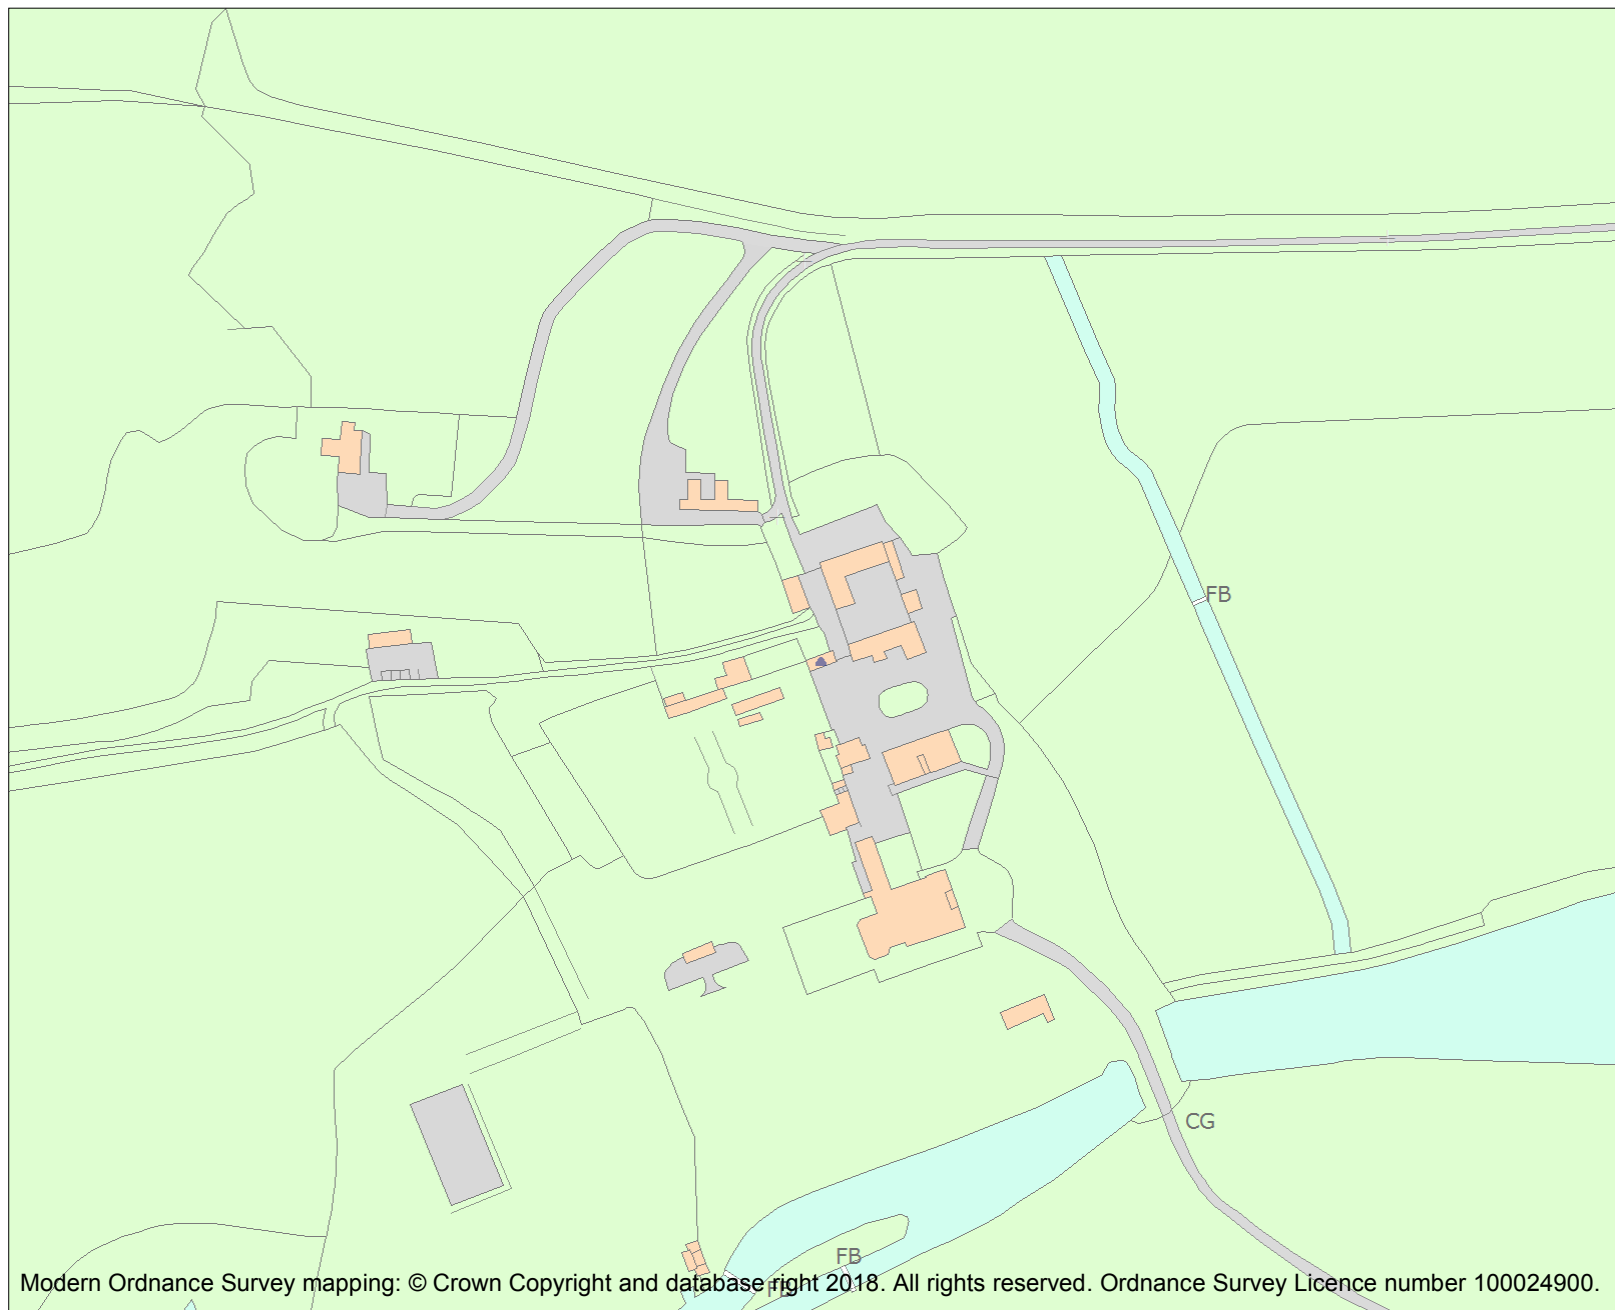 FB
CG
FB
FB
Modern Ordnance Survey mapping: © Crown Copyright and database right 2018. All rights reserved. Ordnance Survey Licence number 100024900.